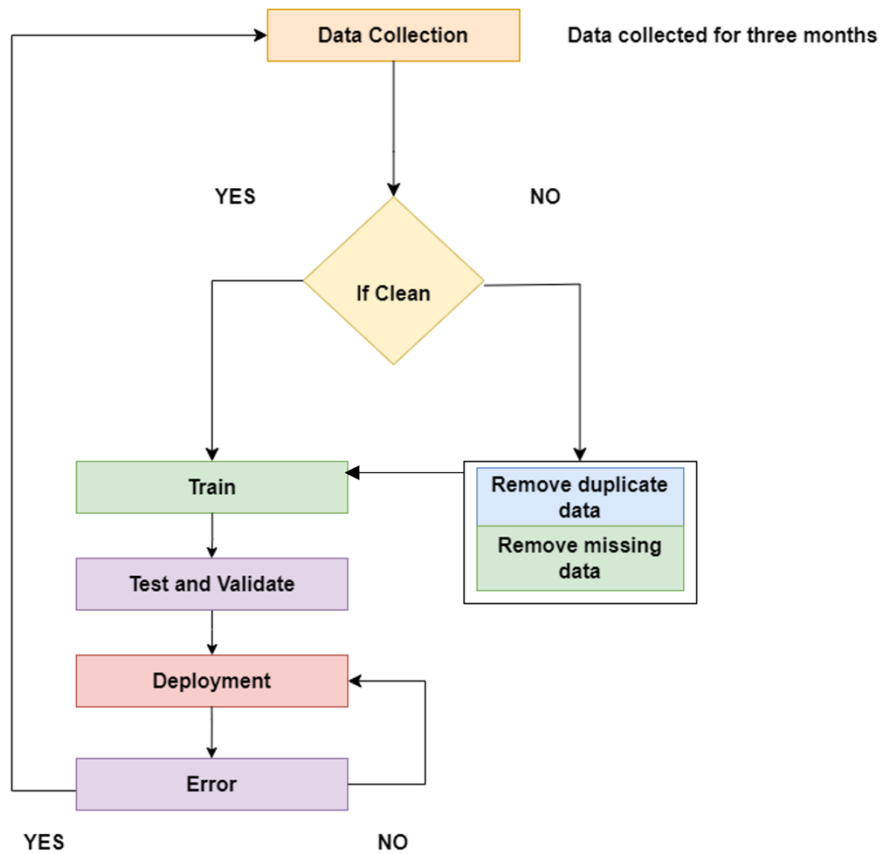 Data Collection
Data collected for three months
YES
NO
If Clean
Train
Remove duplicate
data
Remove missing
data
Test and Validate
Deployment
Error
YES
NO